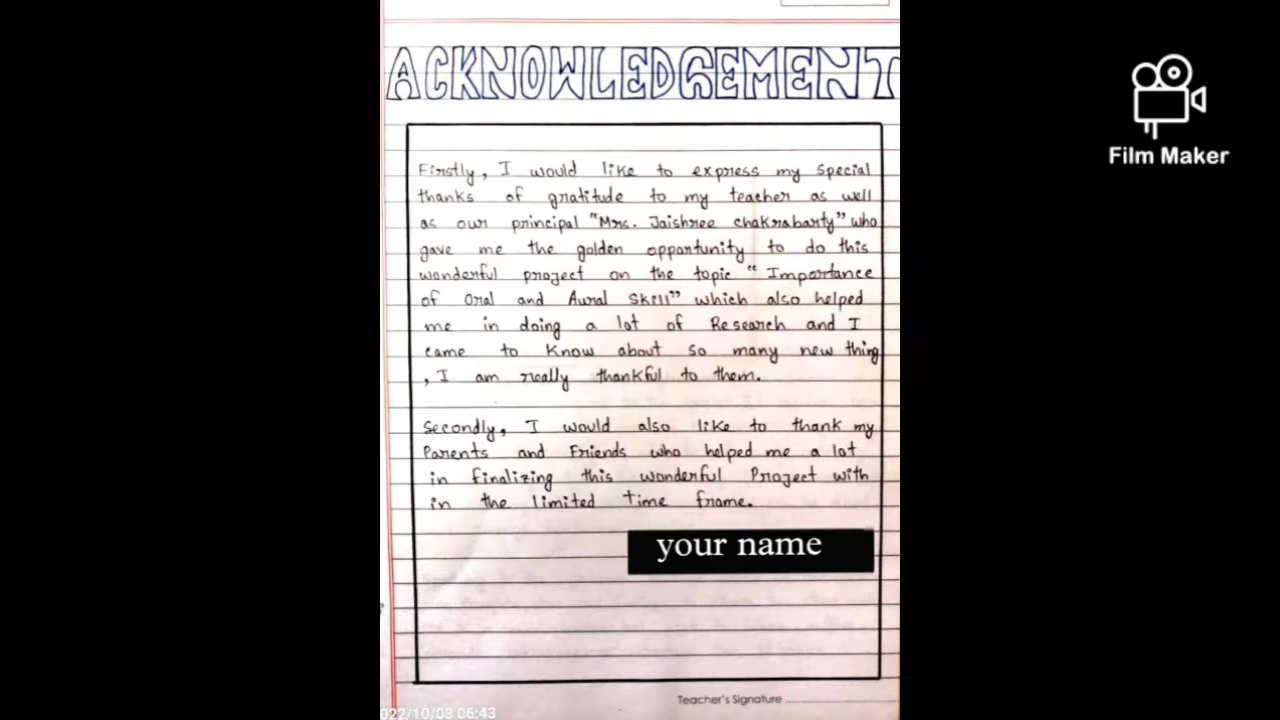 ACKNOWLEDGEMENT
Film Maker
Firstly, I would like to express my special
thanks of gratitude to my teacher as well
as our principal "Mrs. Jaishree chakrabarty" who
gave me the golden opportunity to do this
wonderful project on the topic "Importance
of Oral and Aural Skill" which also helped
me in doing a lot of Research and I
came to know about so many new thing
, I am really thankful to them.
Secondly, I would also like to thank my
Parents and Friends who helped me a lot
in finalizing this wonderful Project with
in the limited time frame.
your name
Teacher's Signature
022/10/08 06:43